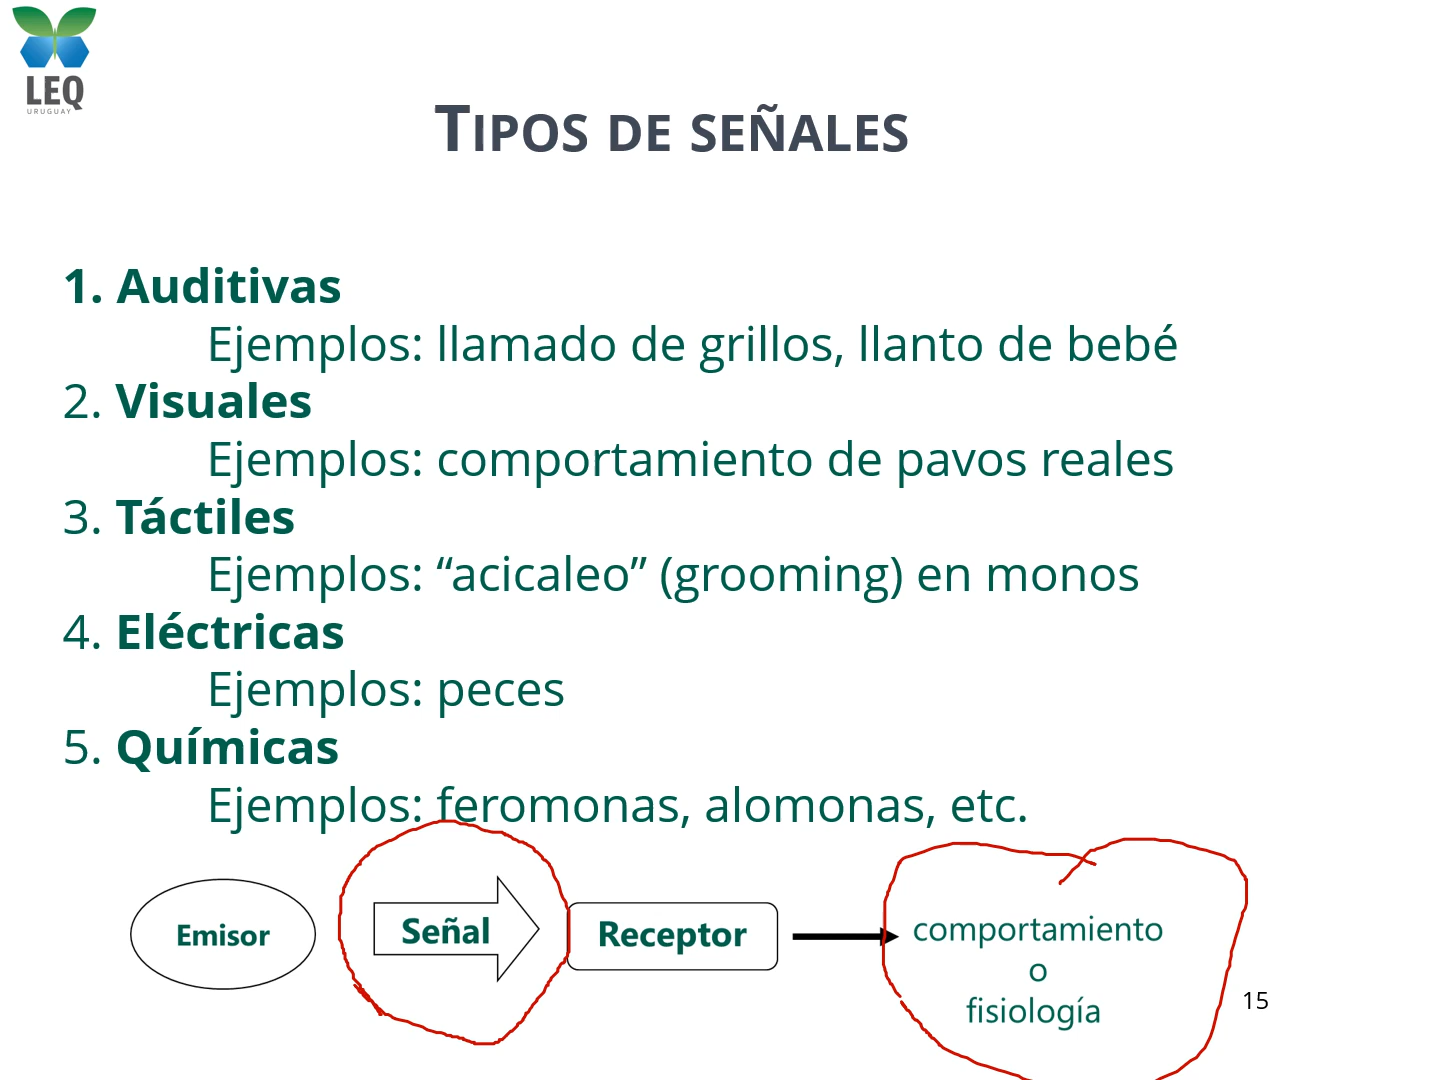 LEQ
URUGUAY
TIPOS DE SEÑALES
1. Auditivas
Ejemplos: llamado de grillos, llanto de bebé
2. Visuales
Ejemplos: comportamiento de pavos reales
3. Táctiles
Ejemplos: “acicaleo” (grooming) en monos
4. Eléctricas
Ejemplos: peces
5. Químicas
Ejemplos: feromonas, alomonas, etc.
Emisor
Señal
Receptor
comportamiento
o
fisiología
15